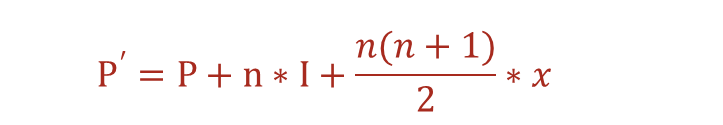 P′ = P + n ∗ I + n(n + 1)/2 ∗ x